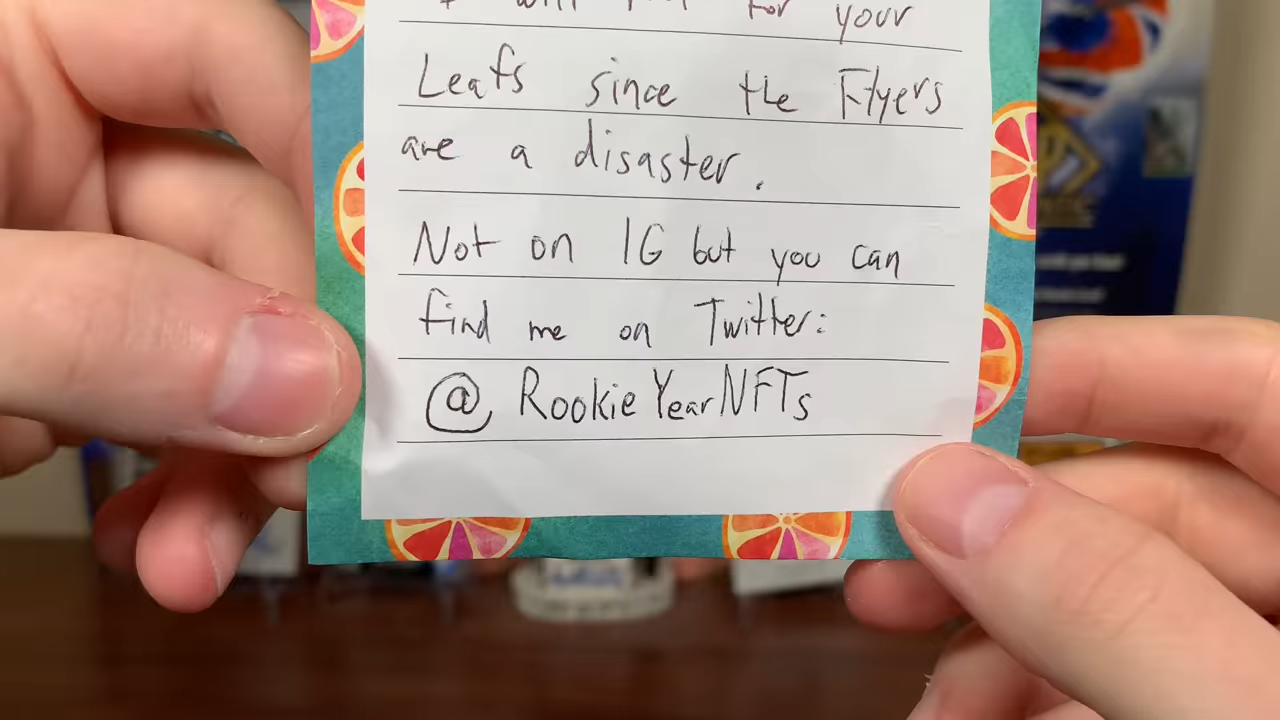 for your
Leafs since the Flyers
are a disaster.
Not on IG but you can
find me on Twitter:
@RookieYearNFTs